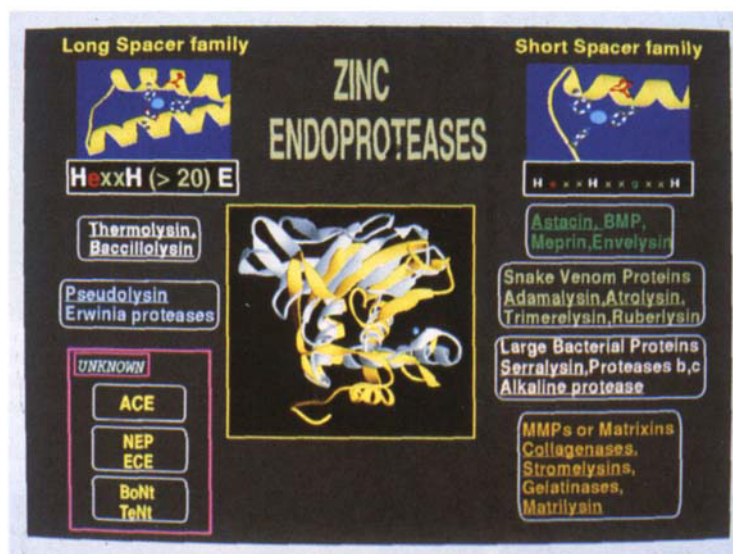 Long Spacer family
HexxH (> 20) E
Thermolysin,
Baccillolysin
Pseudolysin
Erwinia proteases
UNKNOWN
ACE
NEP
ECE
BoNt
TeNt
ZINC
ENDOPROTEASES
Short Spacer family
HexxHxxgxxH
Astacin, BMP,
Meprin,Envelysin
Snake Venom Proteins
Adamalysin,Atrolysin,
Trimerelysin,Ruberlysin
Large Bacterial Proteins
Serralysin,Proteases b,c
Alkaline protease
MMPs or Matrixins
Collagenases,
Stromelysins,
Gelatinases,
Matrilysin